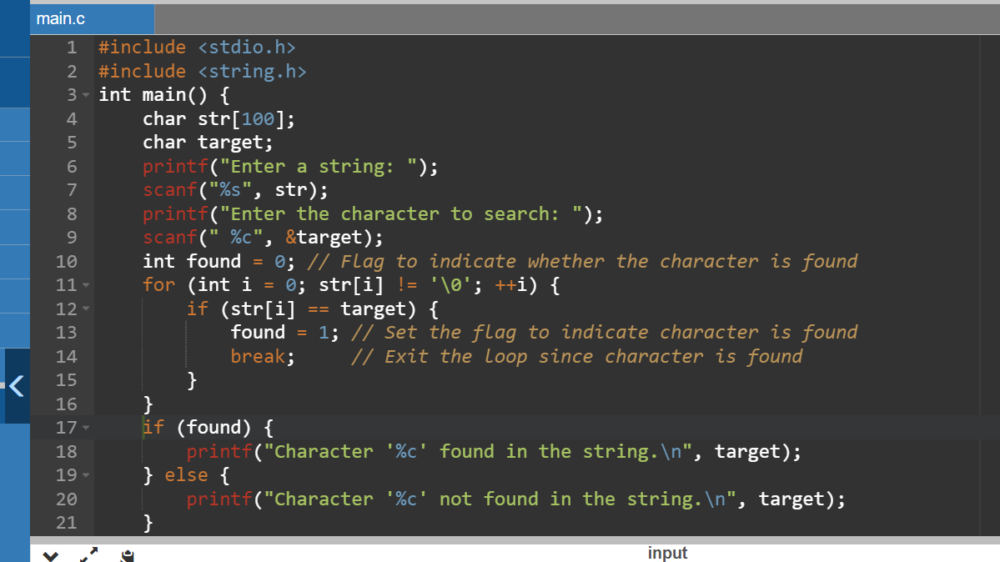 main.c
1 #include <stdio.h>
2 #include <string.h>
3 int main() {
4     char str[100];
5     char target;
6     printf("Enter a string: ");
7     scanf("%s", str);
8     printf("Enter the character to search: ");
9     scanf(" %c", &target);
10     int found = 0; // Flag to indicate whether the character is found
11     for (int i = 0; str[i] != '\0'; ++i) {
12         if (str[i] == target) {
13             found = 1; // Set the flag to indicate character is found
14             break;     // Exit the loop since character is found
15         }
16     }
17     if (found) {
18         printf("Character '%c' found in the string.\n", target);
19     } else {
20         printf("Character '%c' not found in the string.\n", target);
21     }
input